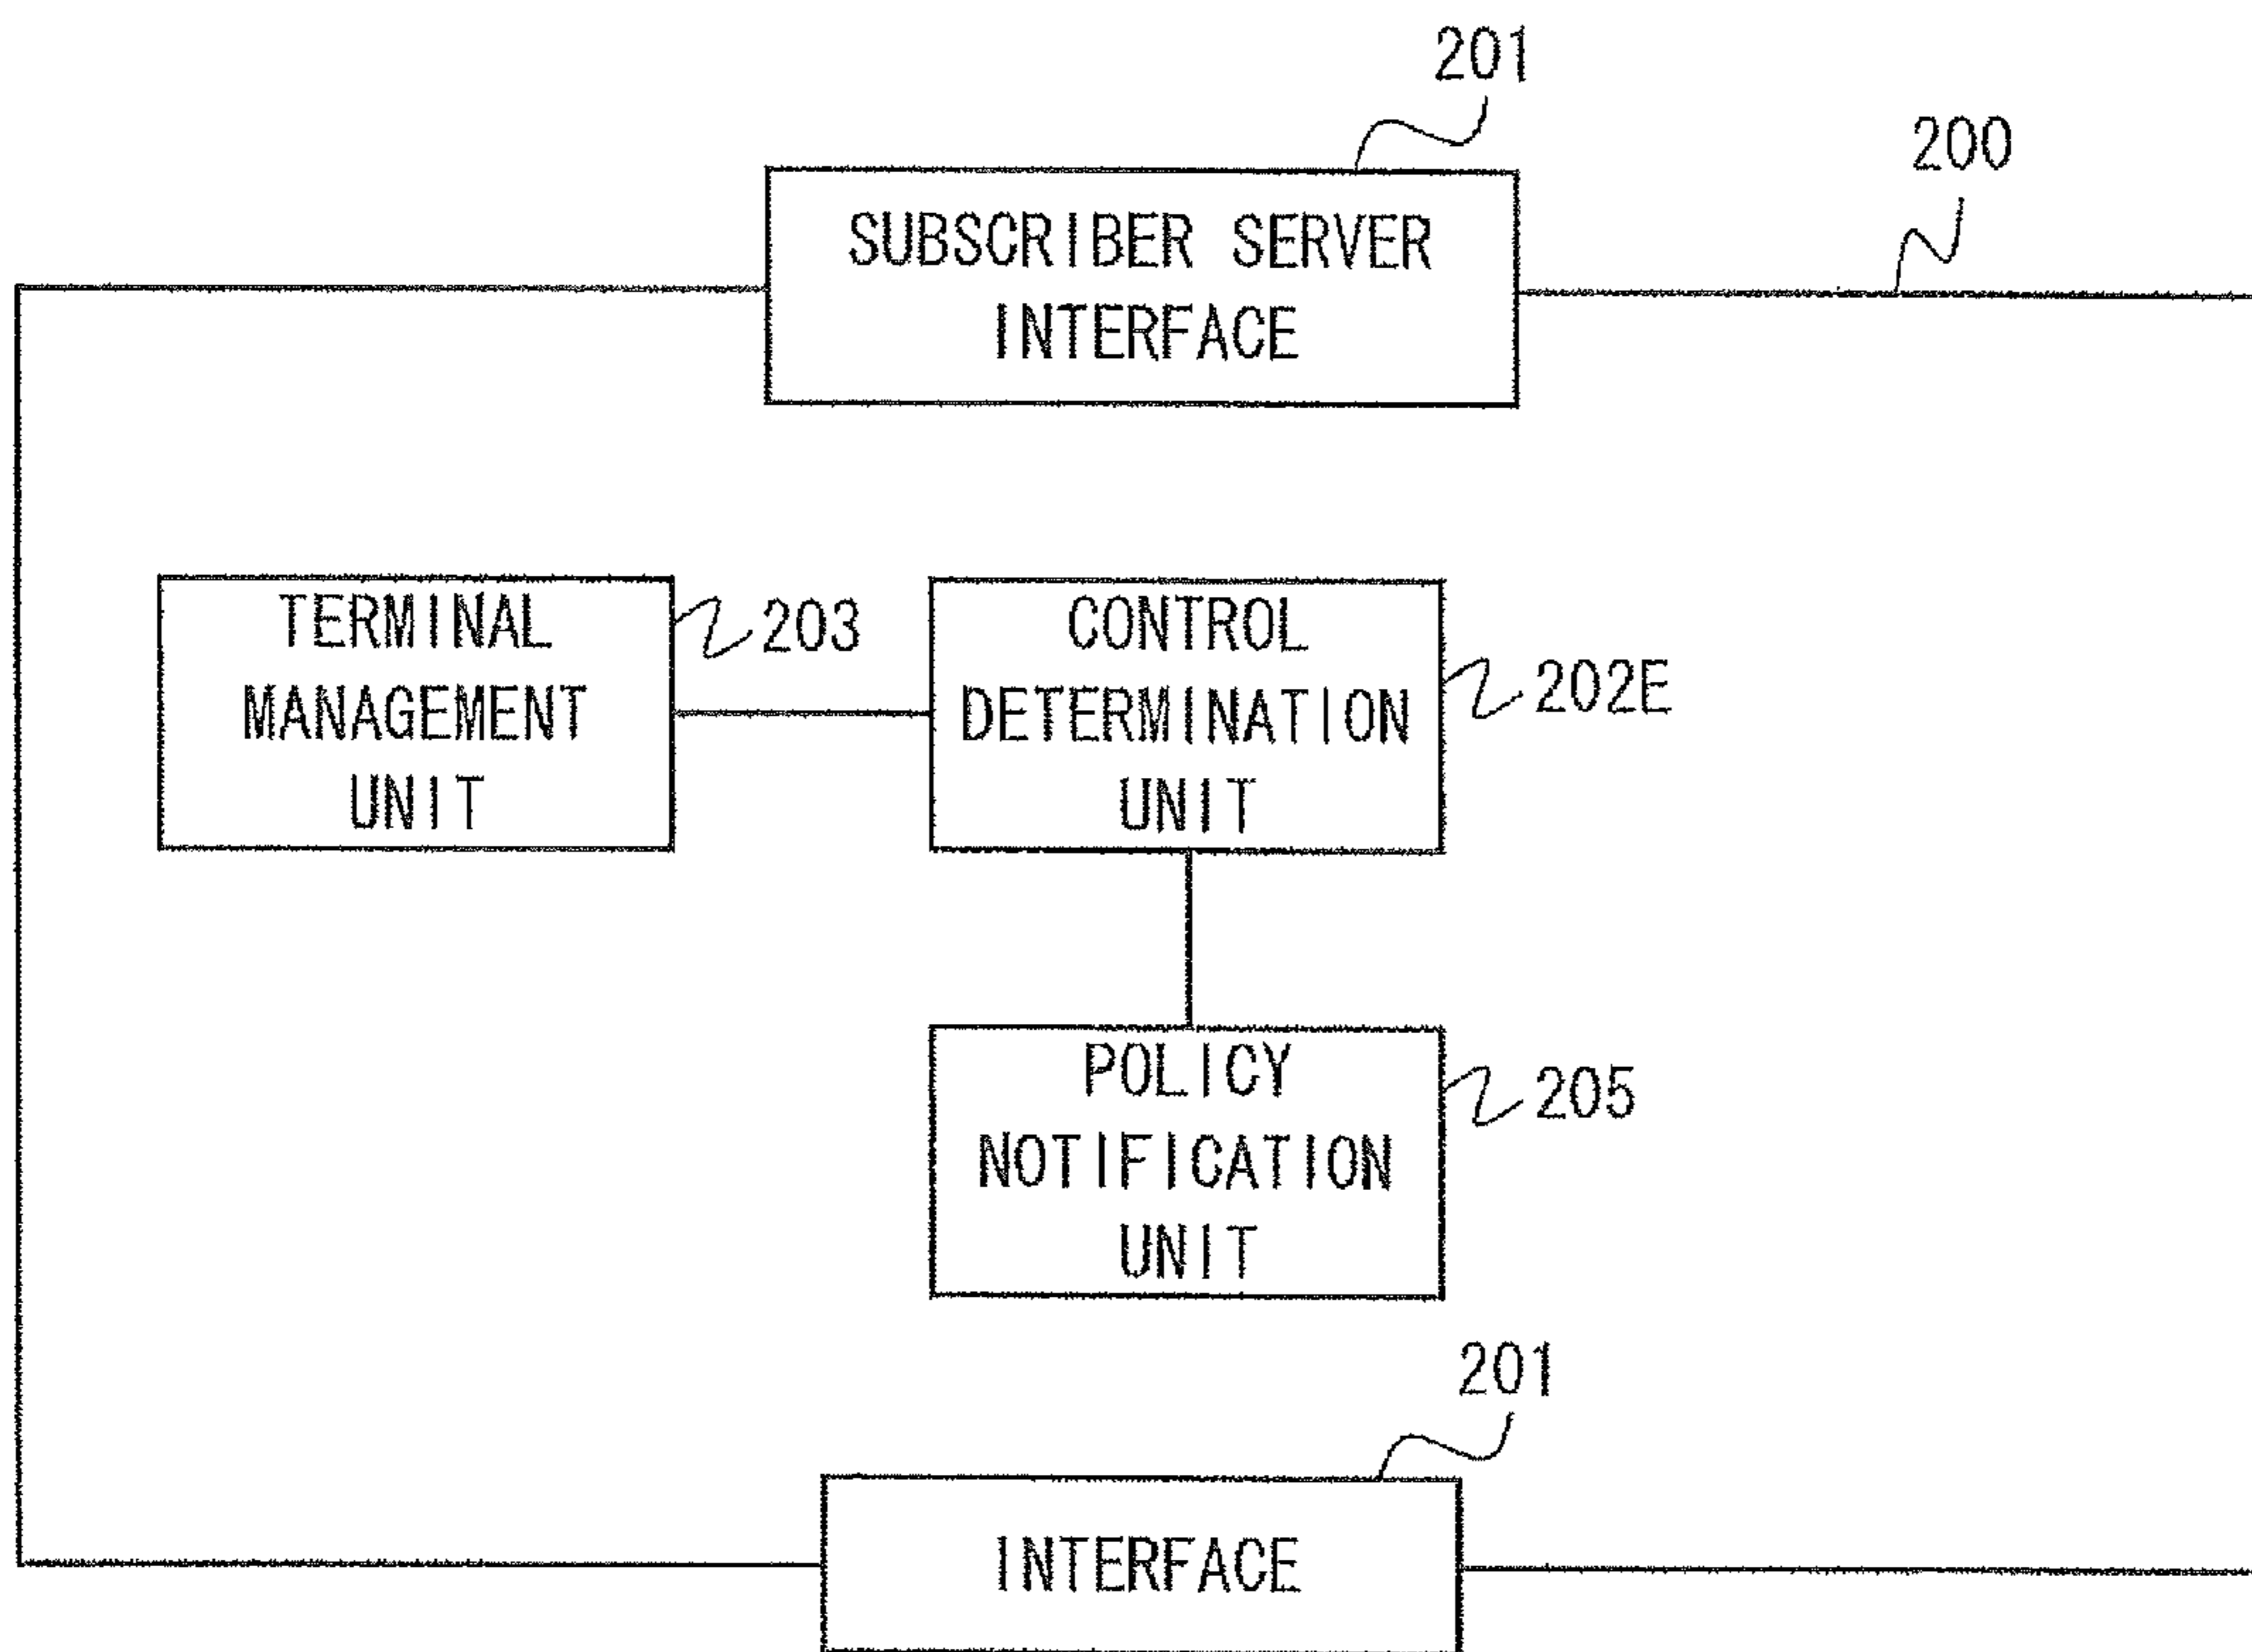 201
200
SUBSCRIBER SERVER
INTERFACE
TERMINAL
MANAGEMENT
UNIT
203
CONTROL
DETERMINATION
UNIT
202E
POLICY
NOTIFICATION
UNIT
205
201
INTERFACE